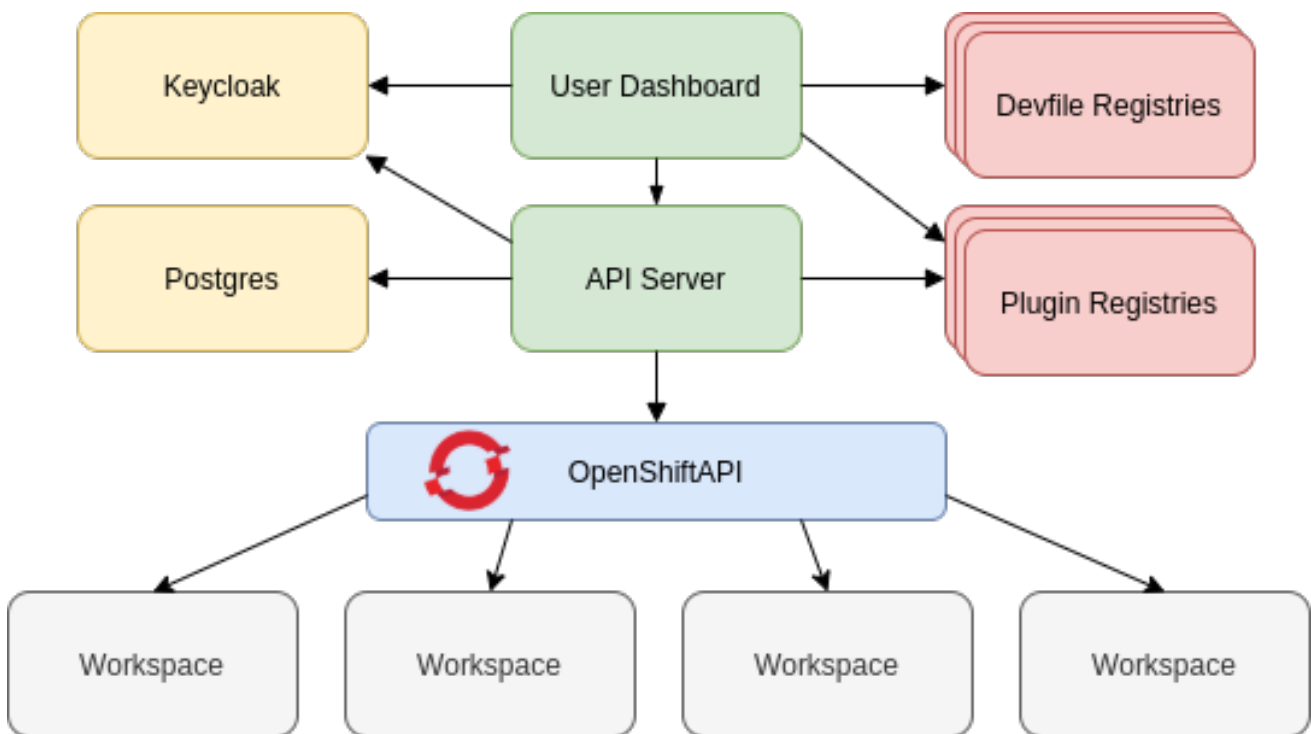 Keycloak
User Dashboard
Devfile Registries
Postgres
API Server
Plugin Registries
OpenShiftAPI
Workspace
Workspace
Workspace
Workspace